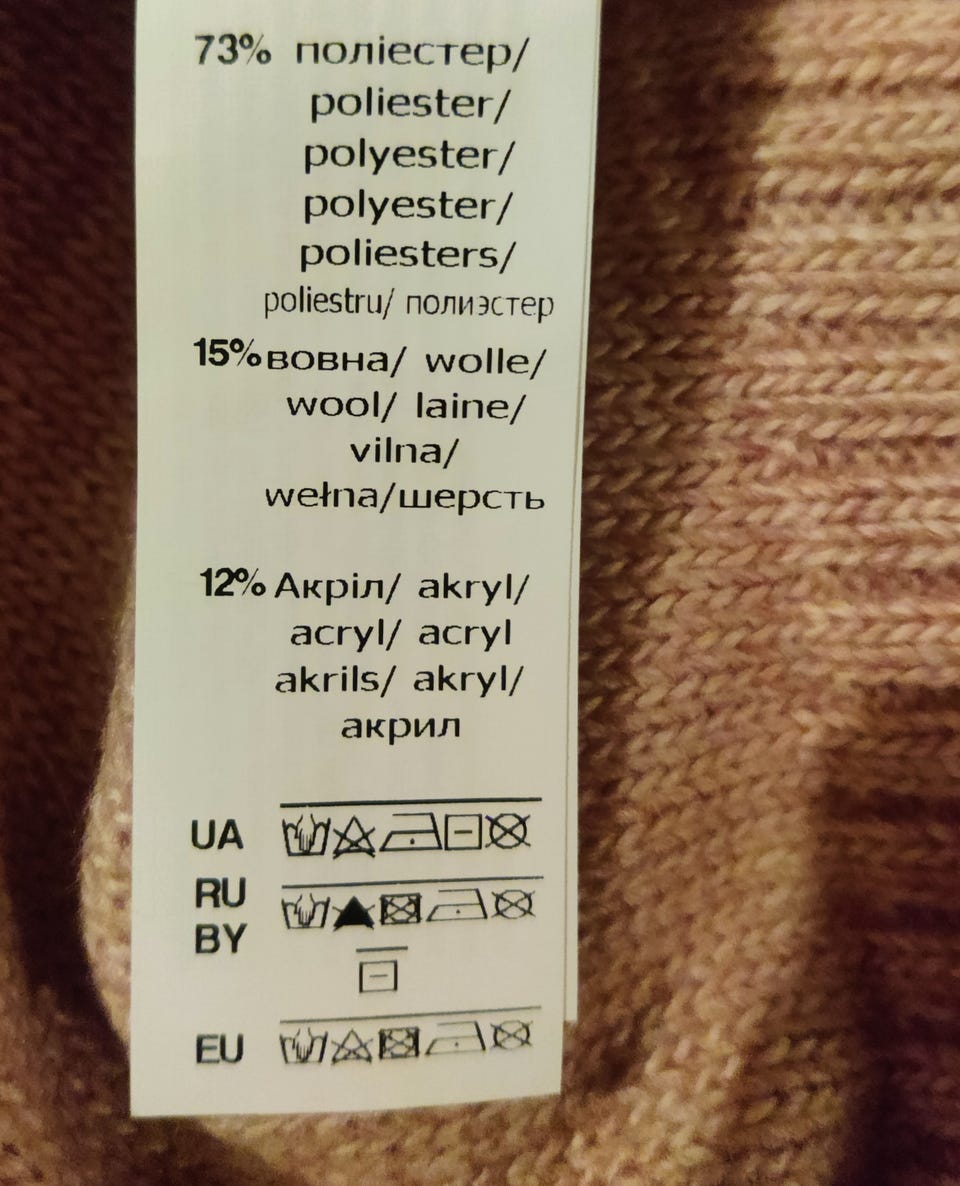 73% поліестер/
poliester/
polyester/
polyester/
poliesters/
poliestru/ полиэстер
15% вовна/ wolle/
wool/ laine/
vilna/
wełna/шерсть
12% Акріл/ akryl/
acryl/ acryl
akrils/ akryl/
акрил
UA
RU
BY
EU